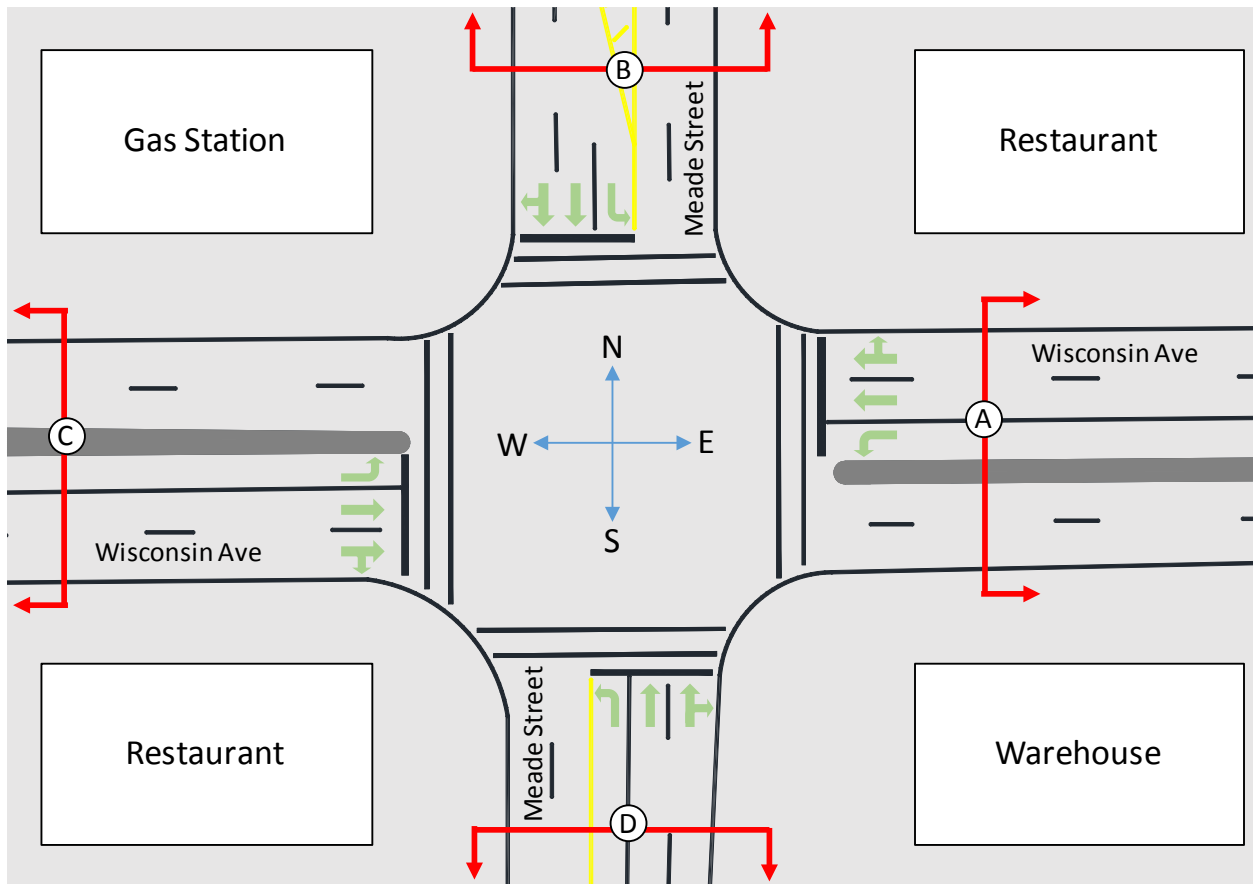 B
Gas Station
Meade Street
Restaurant
N
Wisconsin Ave
C
W
E
A
S
Wisconsin Ave
Restaurant
Meade Street
D
Warehouse